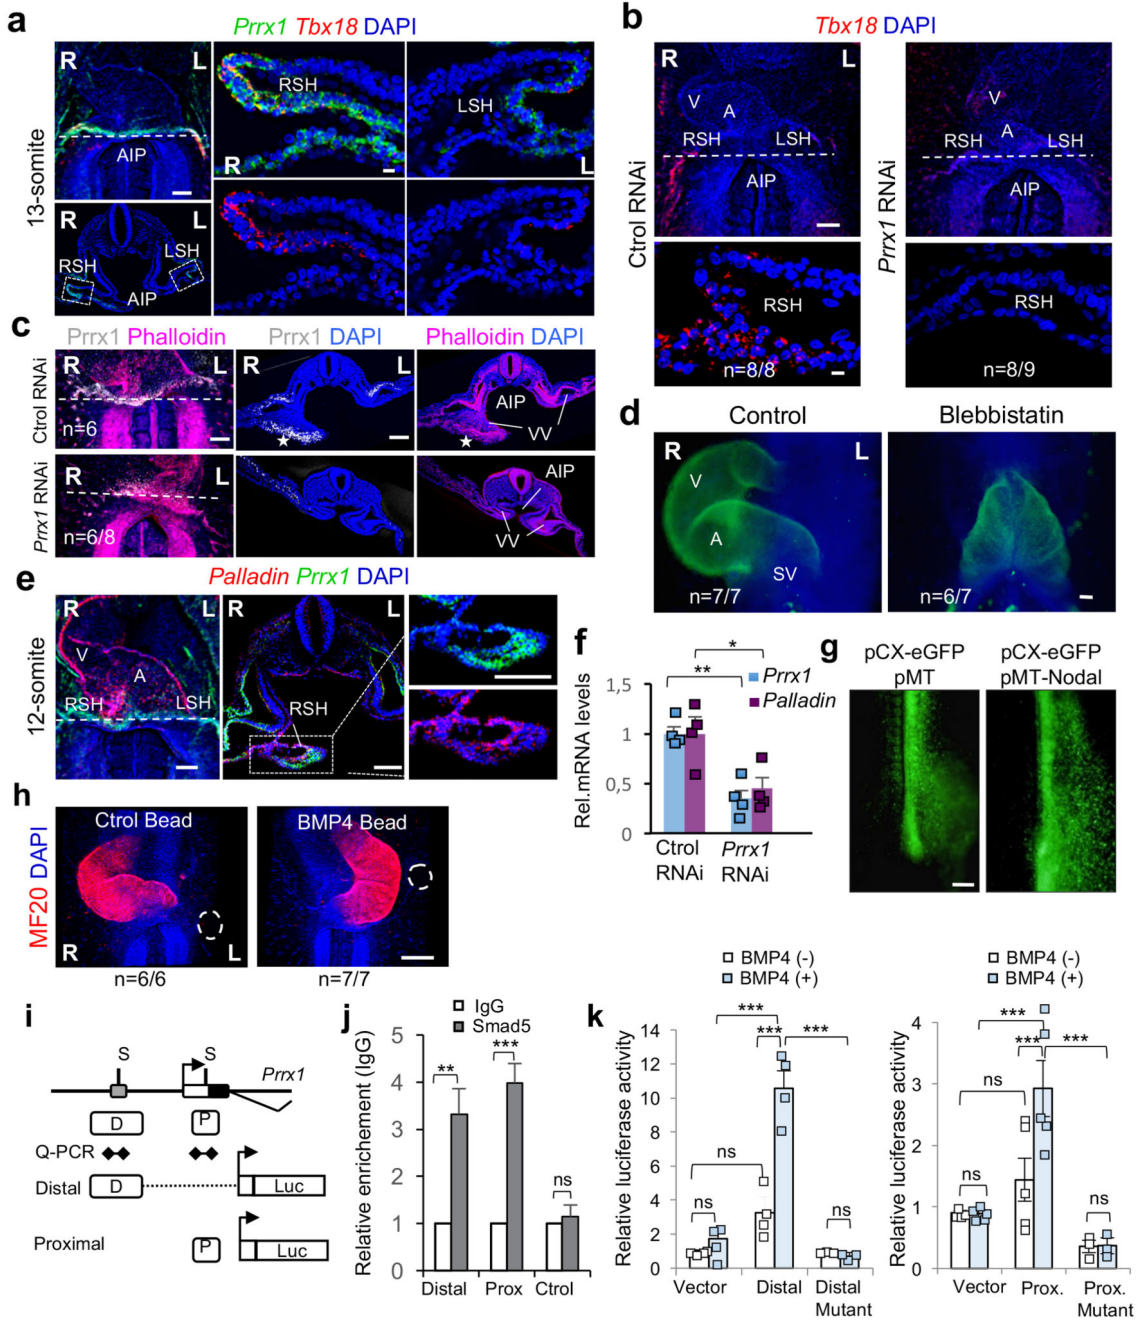 a
Prrx1 Tbx18 DAPI
13-somite
R L
AIP
RSH
R
LSH
L
R L
RSH LSH
AIP
b
Tbx18 DAPI
Ctrol RNAi
R L
V
A
RSH LSH
AIP
RSH
n=8/8
Prrx1 RNAi
V
A
RSH LSH
AIP
RSH
n=8/9
c
Prrx1 Phalloidin
Prrx1 DAPI
Phalloidin DAPI
Ctrol RNAi
R L
n=6
R L
AIP
VV
Prrx1 RNAi
R L
n=6/8
AIP
VV
d
Control
Blebbistatin
R L
V
A
SV
n=7/7
n=6/7
e
Palladin Prrx1 DAPI
12-somite
R L
V
A
RSH LSH
R L
RSH
f
Rel.mRNA levels
1,5
1
0,5
0
*
**
Prrx1
Palladin
Ctrol RNAi
Prrx1 RNAi
g
pCX-eGFP
pMT
pCX-eGFP
pMT-Nodal
h
MF20 DAPI
Ctrol Bead
BMP4 Bead
R L
n=6/6
n=7/7
i
S S
Prrx1
D P
Q-PCR
Distal D Luc
Proximal P Luc
j
IgG
Smad5
Relative enrichement (IgG)
5
4
3
2
1
0
**
***
ns
Distal Prox Ctrol
k
BMP4 (-)
BMP4 (+)
Relative luciferase activity
14
12
10
8
6
4
2
0
***
***
***
ns
ns
ns
Vector Distal Distal
Mutant
BMP4 (-)
BMP4 (+)
Relative luciferase activity
4
3
2
1
0
***
***
***
ns
ns
ns
Vector Prox. Prox.
Mutant